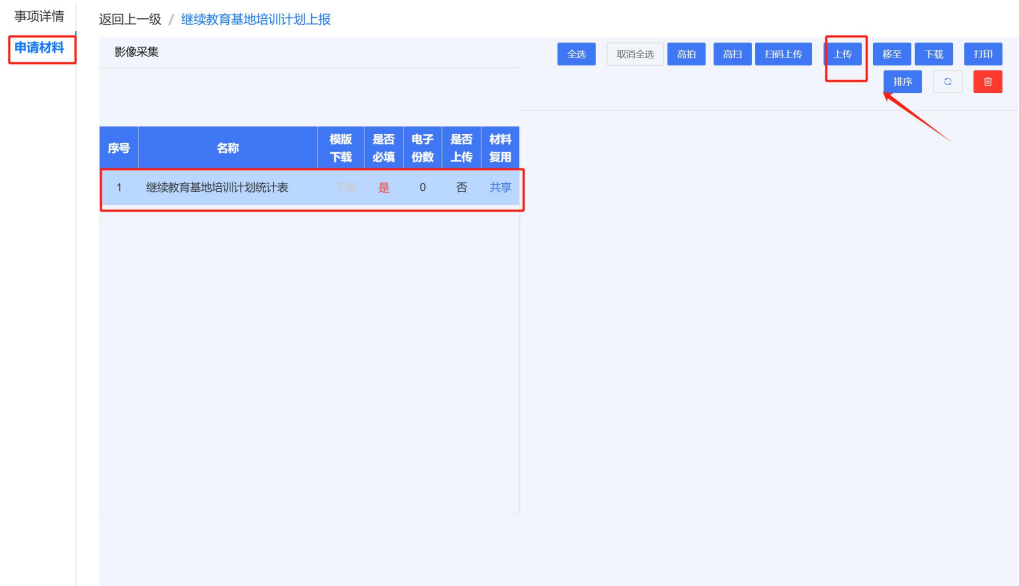 事项详情
申请材料
返回上一级 / 继续教育基地培训计划上报
影像采集
全选 取消全选 高拍 高扫 扫码上传 上传 移至 下载 打印
排序
序号 名称 模版下载 是否必填 电子份数 是否上传 材料复用
1 继续教育基地培训计划统计表 下载 是 0 否 共享